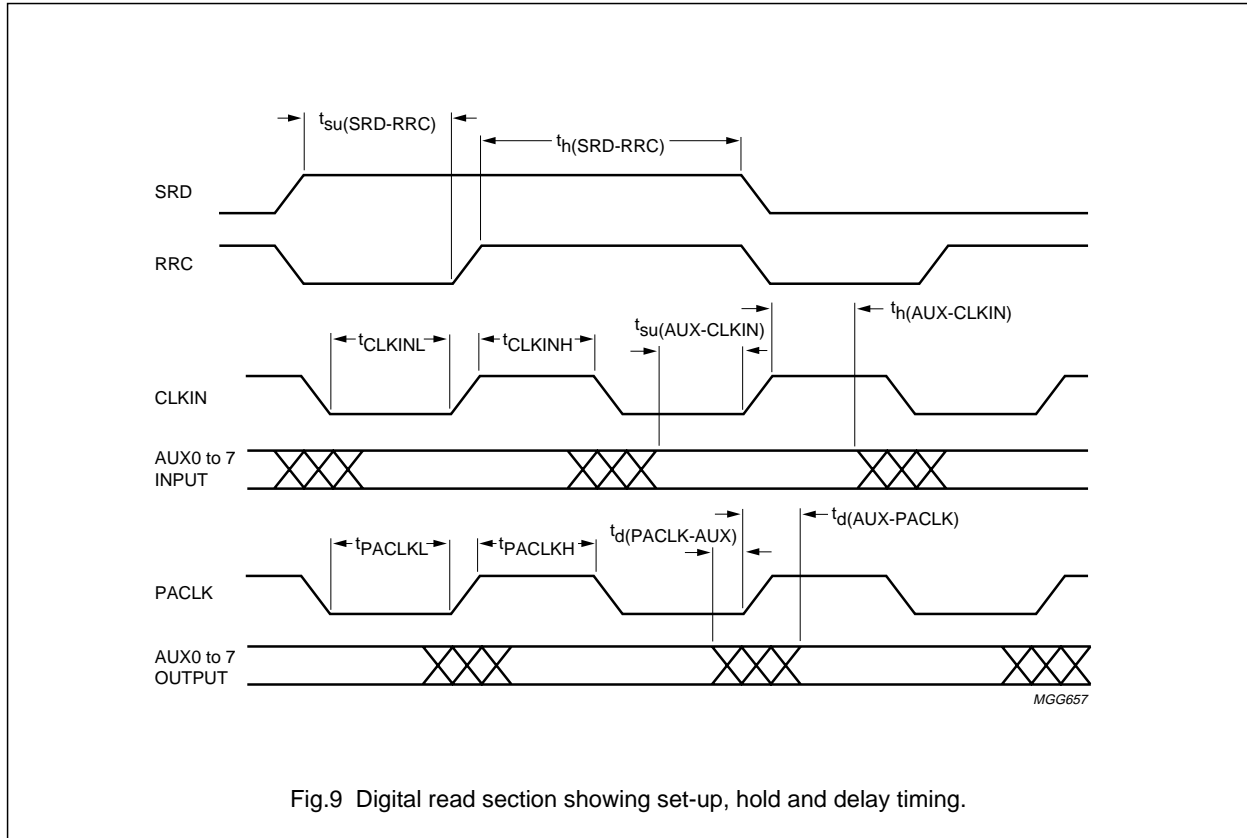 tsu(SRD-RRC)
th(SRD-RRC)
SRD
RRC
th(AUX-CLKIN)
tsu(AUX-CLKIN)
tCLKINL
tCLKINH
CLKIN
AUX0 to 7
INPUT
td(AUX-PACLK)
td(PACLK-AUX)
tPACLKL
tPACLKH
PACLK
AUX0 to 7
OUTPUT
MGG657
Fig.9 Digital read section showing set-up, hold and delay timing.